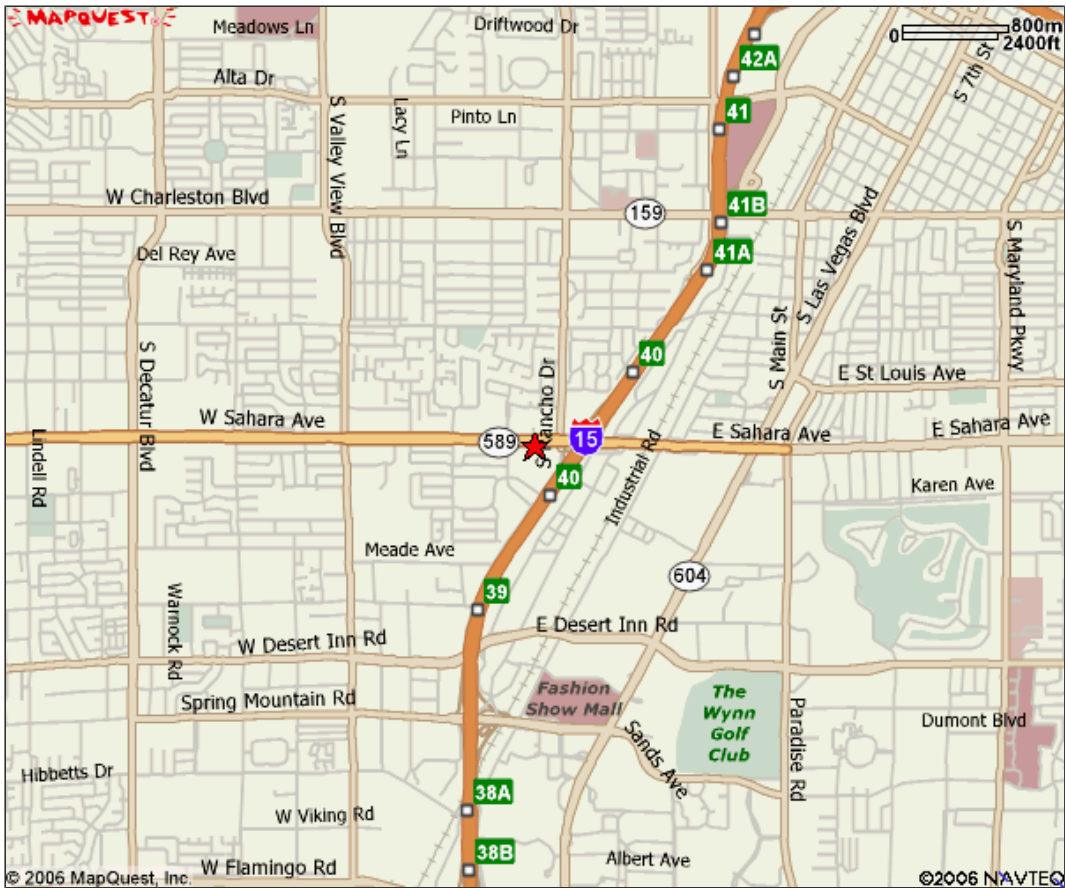 MAPQUEST
Meadows Ln
Driftwood Dr
800m
0
2400ft
42A
S 7th St
Alta Dr
41
S Valley View Blvd
Lacy Ln
Pinto Ln
W Charleston Blvd
159
41B
S Las Vegas Blvd
S Maryland Pkwy
Del Rey Ave
41A
S Main St
40
S Decatur Blvd
S Rancho Dr
E St Louis Ave
W Sahara Ave
589
15
E Sahara Ave
E Sahara Ave
Lindell Rd
40
Industrial Rd
Karen Ave
Meade Ave
604
39
Warnock Rd
E Desert Inn Rd
W Desert Inn Rd
Spring Mountain Rd
Fashion
Show Mall
The
Wynn
Golf
Club
Paradise Rd
Dumont Blvd
Sands Ave
Hibbetts Dr
38A
W Viking Rd
38B
Albert Ave
W Flamingo Rd
© 2006 MapQuest, Inc.
©2006 NAVTEQ